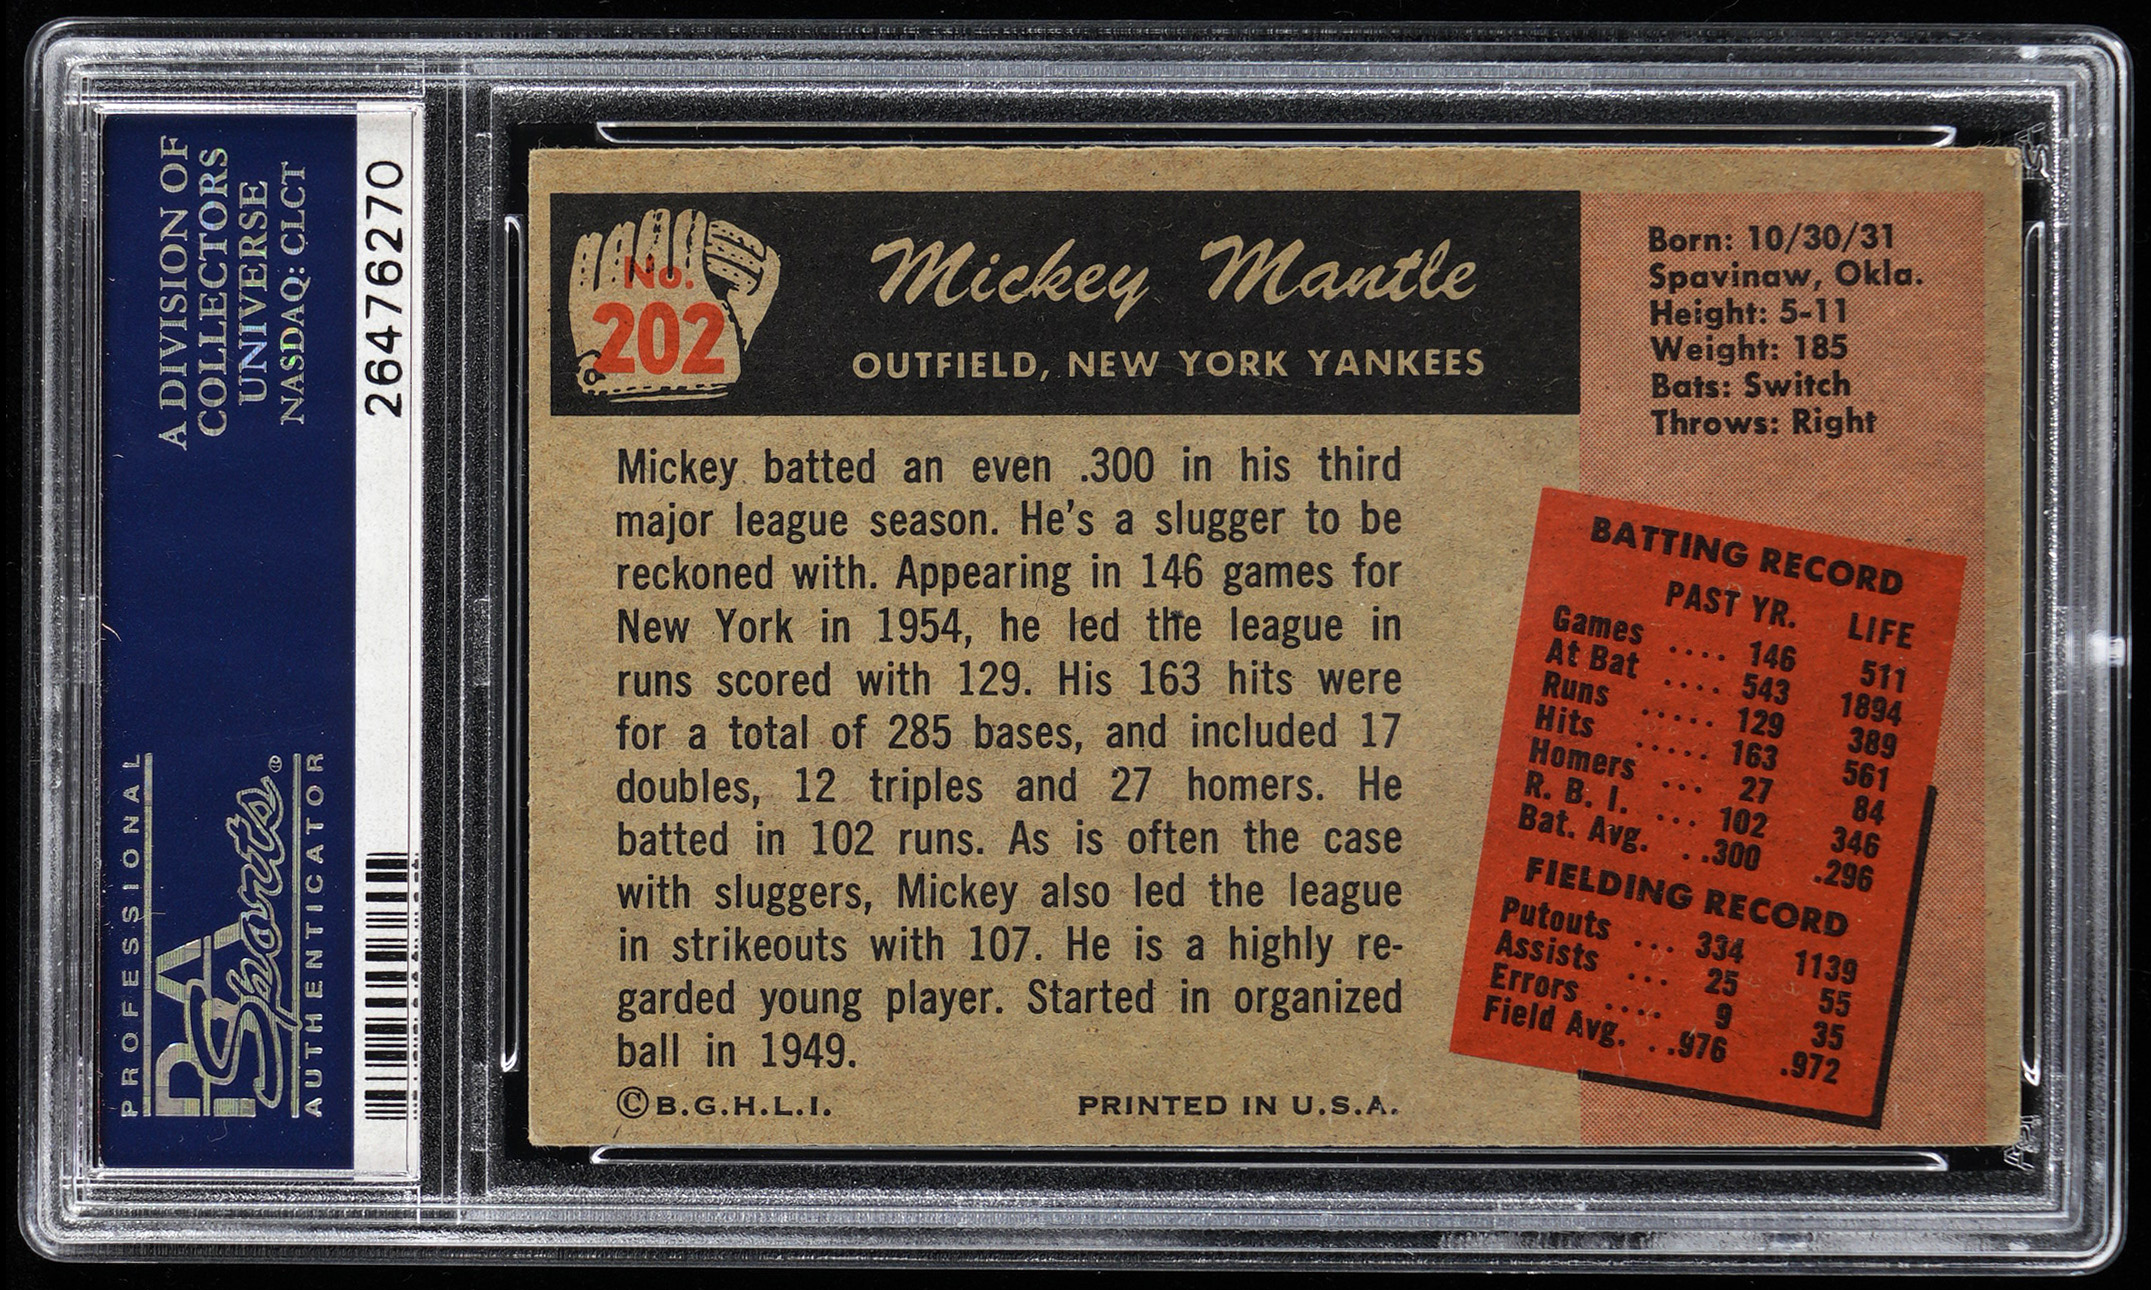 A DIVISION OF
COLLECTORS
UNIVERSE
NASDAQ: CLCT
26476270
PROFESSIONAL
PSA
Sports®
AUTHENTICATOR
No.
202
Mickey Mantle
OUTFIELD, NEW YORK YANKEES
Born: 10/30/31
Spavinaw, Okla.
Height: 5-11
Weight: 185
Bats: Switch
Throws: Right
Mickey batted an even .300 in his third
major league season. He's a slugger to be
reckoned with. Appearing in 146 games for
New York in 1954, he led the league in
runs scored with 129. His 163 hits were
for a total of 285 bases, and included 17
doubles, 12 triples and 27 homers. He
batted in 102 runs. As is often the case
with sluggers, Mickey also led the league
in strikeouts with 107. He is a highly re-
garded young player. Started in organized
ball in 1949.
© B.G.H.L.I. PRINTED IN U.S.A.
BATTING RECORD
PAST YR. LIFE
Games .... 146 511
At Bat .... 543 1894
Runs ..... 129 389
Hits ..... 163 561
Homers ... 27 84
R. B. I. ... 102 346
Bat. Avg. . .300 .296
FIELDING RECORD
Putouts ... 334 1139
Assists ... 25 55
Errors .... 9 35
Field Avg. . .976 .972